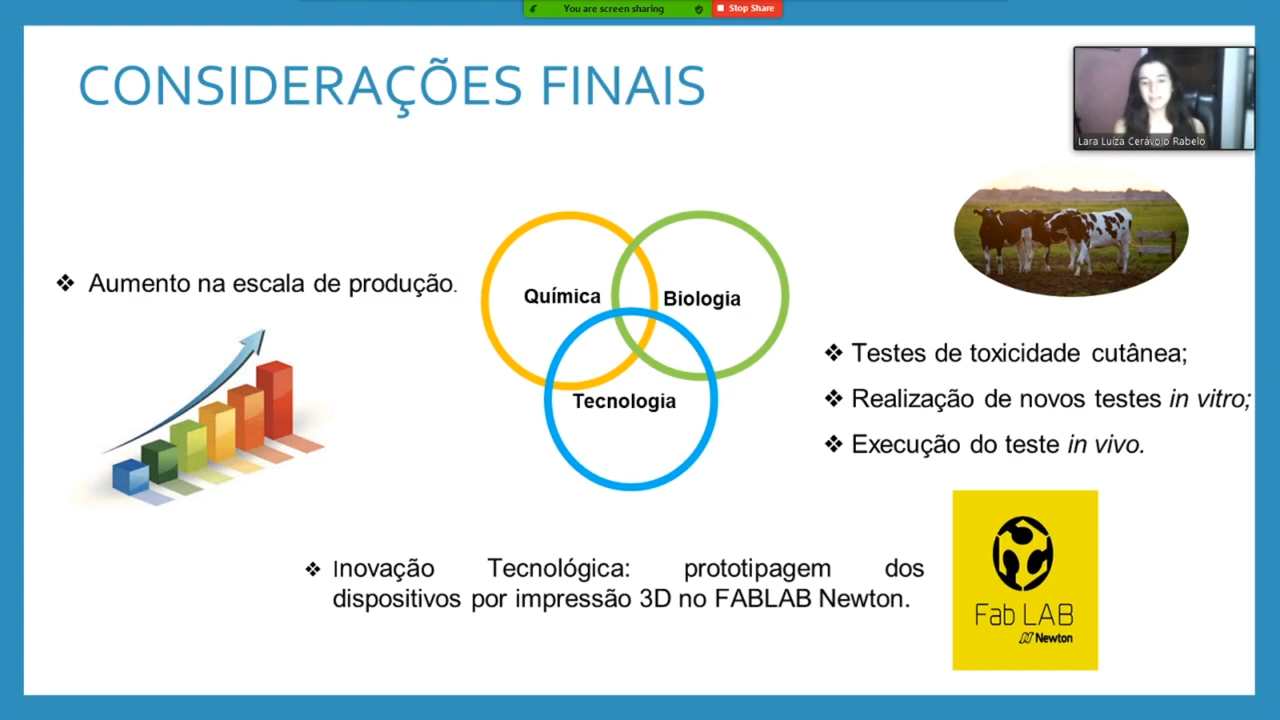 You are screen sharing
Stop Share
CONSIDERAÇÕES FINAIS
Lara Luíza Cerávolo Rabelo
❖ Aumento na escala de produção.
Química
Biologia
Tecnologia
❖ Testes de toxicidade cutânea;
❖ Realização de novos testes in vitro;
❖ Execução do teste in vivo.
❖ Inovação Tecnológica: prototipagem dos
dispositivos por impressão 3D no FABLAB Newton.
Fab LAB
Newton